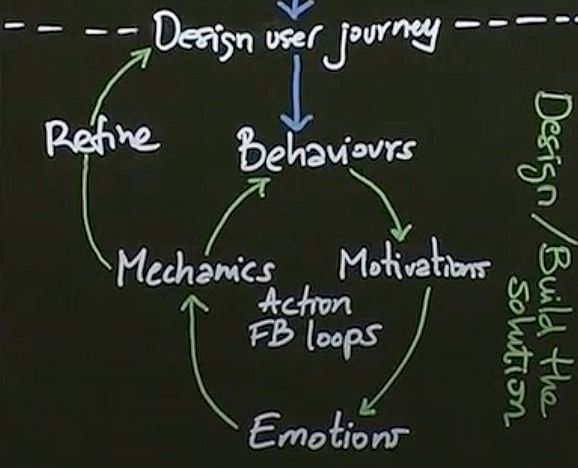 Design user journey
Refine
Behaviours
Mechanics
Motivations
Action
FB loops
Emotions
Design / Build the
solution